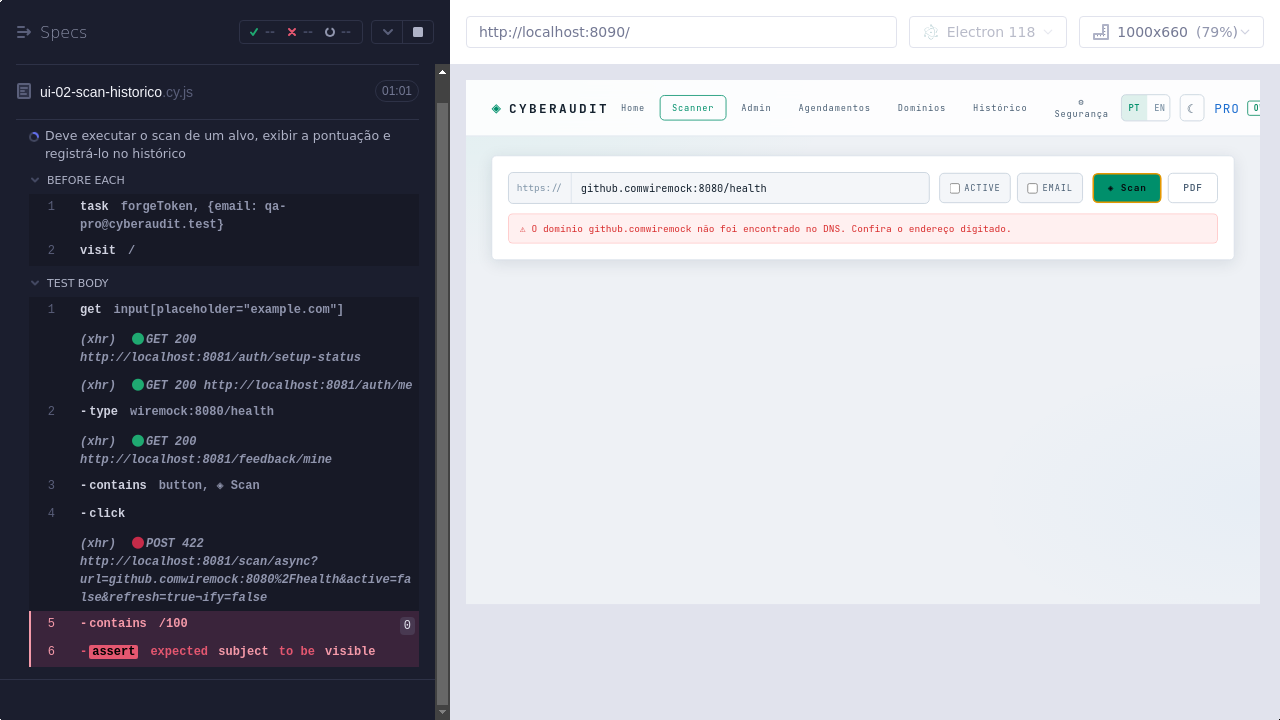 Specs
-- -- --
http://localhost:8090/
Electron 118
1000x660 (79%)
ui-02-scan-historico.cy.js
01:01
Deve executar o scan de um alvo, exibir a pontuação e
registrá-lo no histórico
BEFORE EACH
1 task forgeToken, {email: qa-
pro@cyberaudit.test}
2 visit /
TEST BODY
1 get input[placeholder="example.com"]
(xhr) GET 200
http://localhost:8081/auth/setup-status
(xhr) GET 200 http://localhost:8081/auth/me
2 -type wiremock:8080/health
(xhr) GET 200
http://localhost:8081/feedback/mine
3 -contains button, ◈ Scan
4 -click
(xhr) POST 422
http://localhost:8081/scan/async?
url=github.comwiremock:8080%2Fhealth&active=fa
lse&refresh=true¬ify=false
5 -contains /100 0
6 -assert expected subject to be visible
◈ CYBERAUDIT
Home
Scanner
Admin
Agendamentos
Domínios
Histórico
⚙
Segurança
PT EN
☾
PRO
https://
github.comwiremock:8080/health
ACTIVE
EMAIL
◈ Scan
PDF
⚠ O domínio github.comwiremock não foi encontrado no DNS. Confira o endereço digitado.